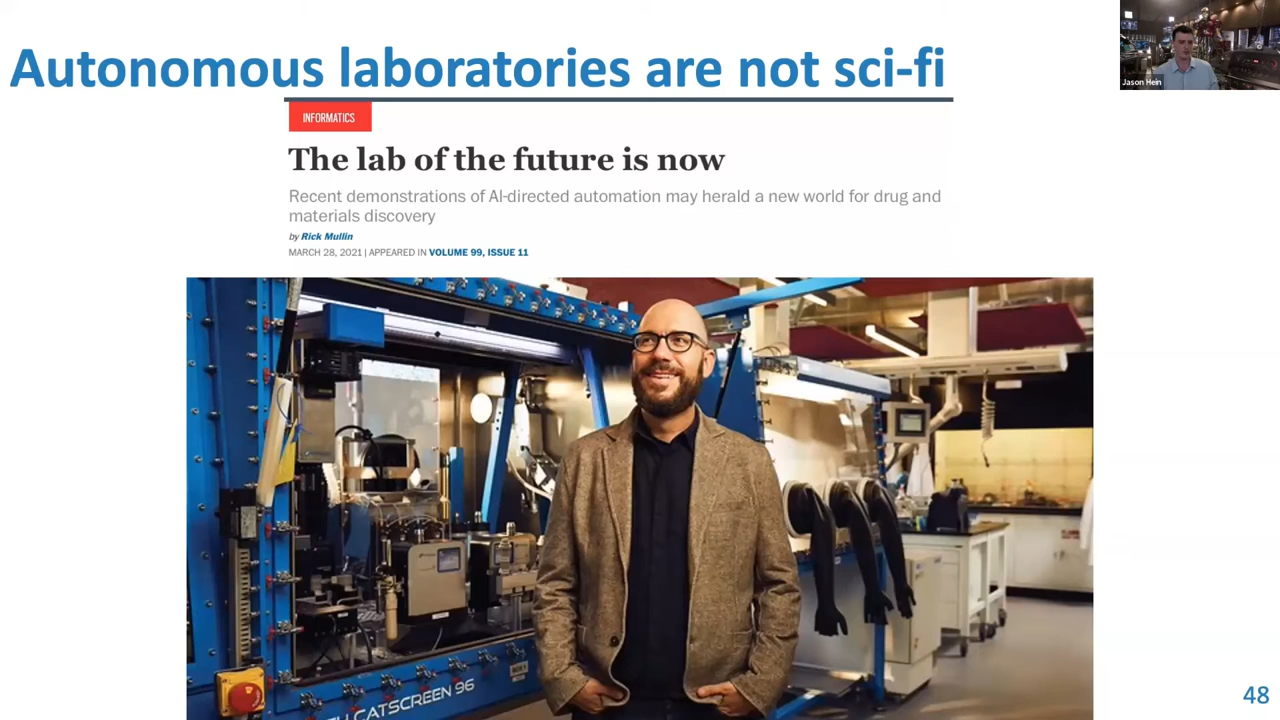 Autonomous laboratories are not sci-fi
Jason Hein
INFORMATICS
The lab of the future is now
Recent demonstrations of AI-directed automation may herald a new world for drug and
materials discovery
by Rick Mullin
MARCH 28, 2021 | APPEARED IN VOLUME 99, ISSUE 11
CATSCREEN 96
48